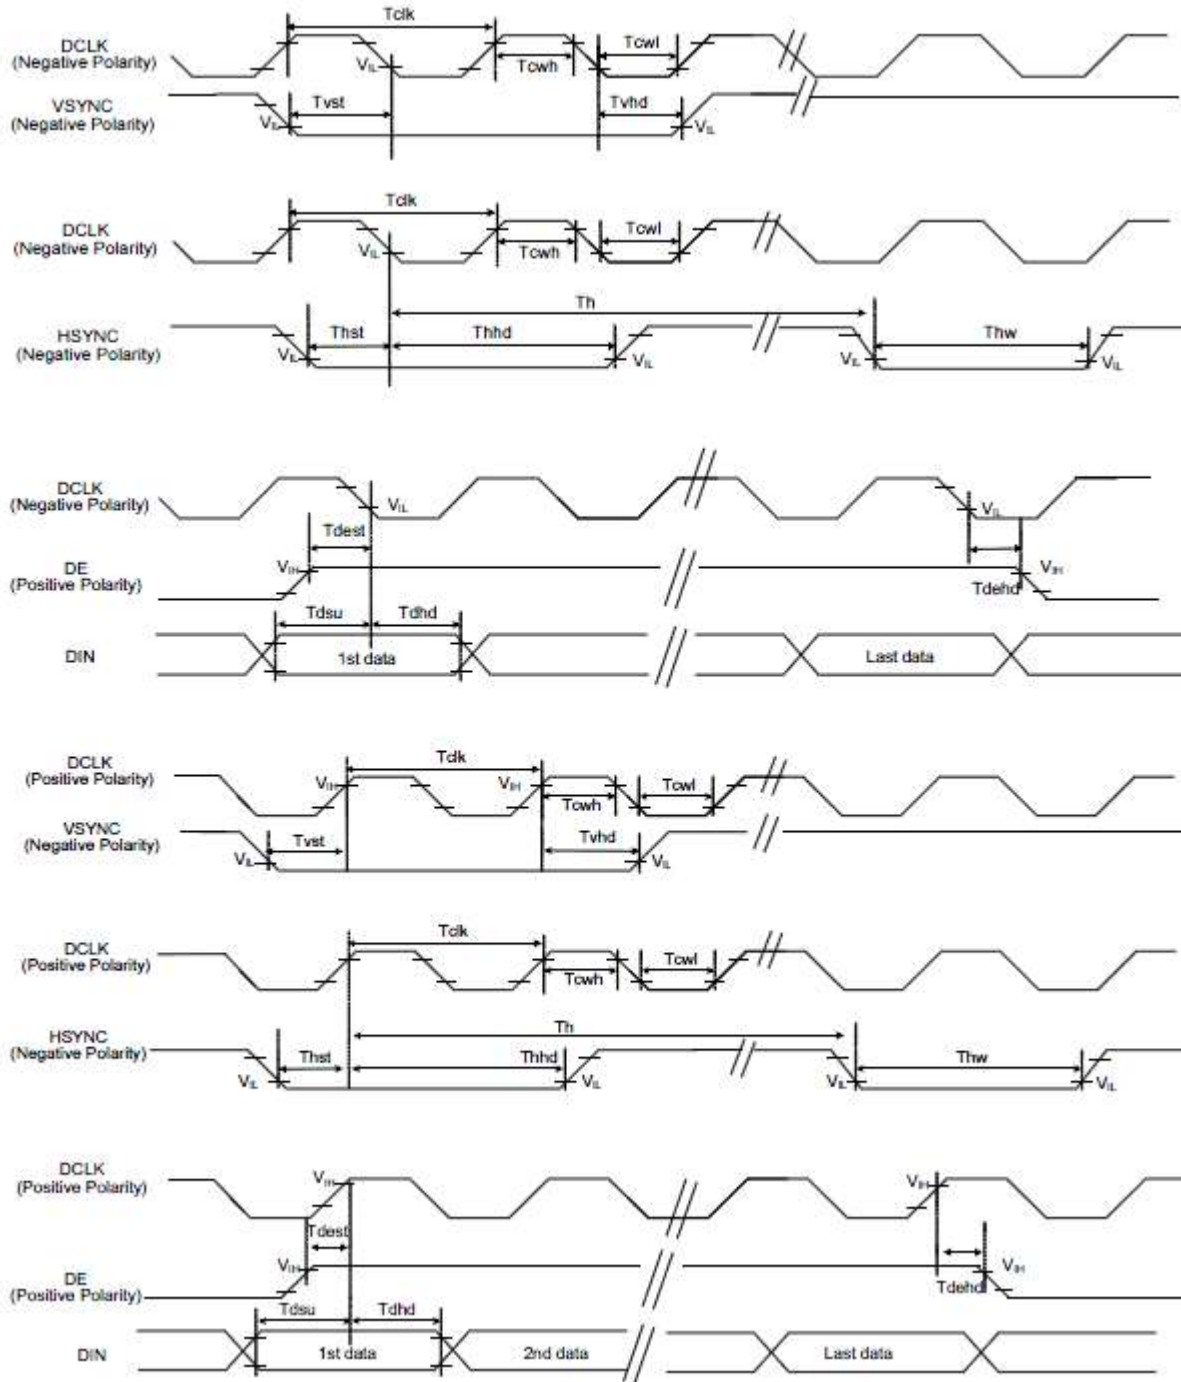 Tclk
DCLK
(Negative Polarity)
Tcwl
VIL
Tcwh
VSYNC
(Negative Polarity)
Tvst
Tvhd
VIL
VIL
Tclk
DCLK
(Negative Polarity)
Tcwl
VIL
Tcwh
Th
HSYNC
(Negative Polarity)
Thst
Thhd
Thw
VIL
VIL
VIL
VIL
DCLK
(Negative Polarity)
VIL
VIL
Tdest
DE
(Positive Polarity)
VIH
VIH
Tdehd
Tdsu
Tdhd
DIN
1st data
Last data
Tclk
DCLK
(Positive Polarity)
VIH
VIH
Tcwl
Tcwh
VSYNC
(Negative Polarity)
Tvst
Tvhd
VIL
VIL
Tclk
DCLK
(Positive Polarity)
Tcwl
Tcwh
Th
HSYNC
(Negative Polarity)
Thst
Thhd
Thw
VIL
VIL
VIL
VIL
DCLK
(Positive Polarity)
VIH
VIH
Tdest
DE
(Positive Polarity)
VIH
VIH
Tdehd
Tdsu
Tdhd
DIN
1st data
2nd data
Last data